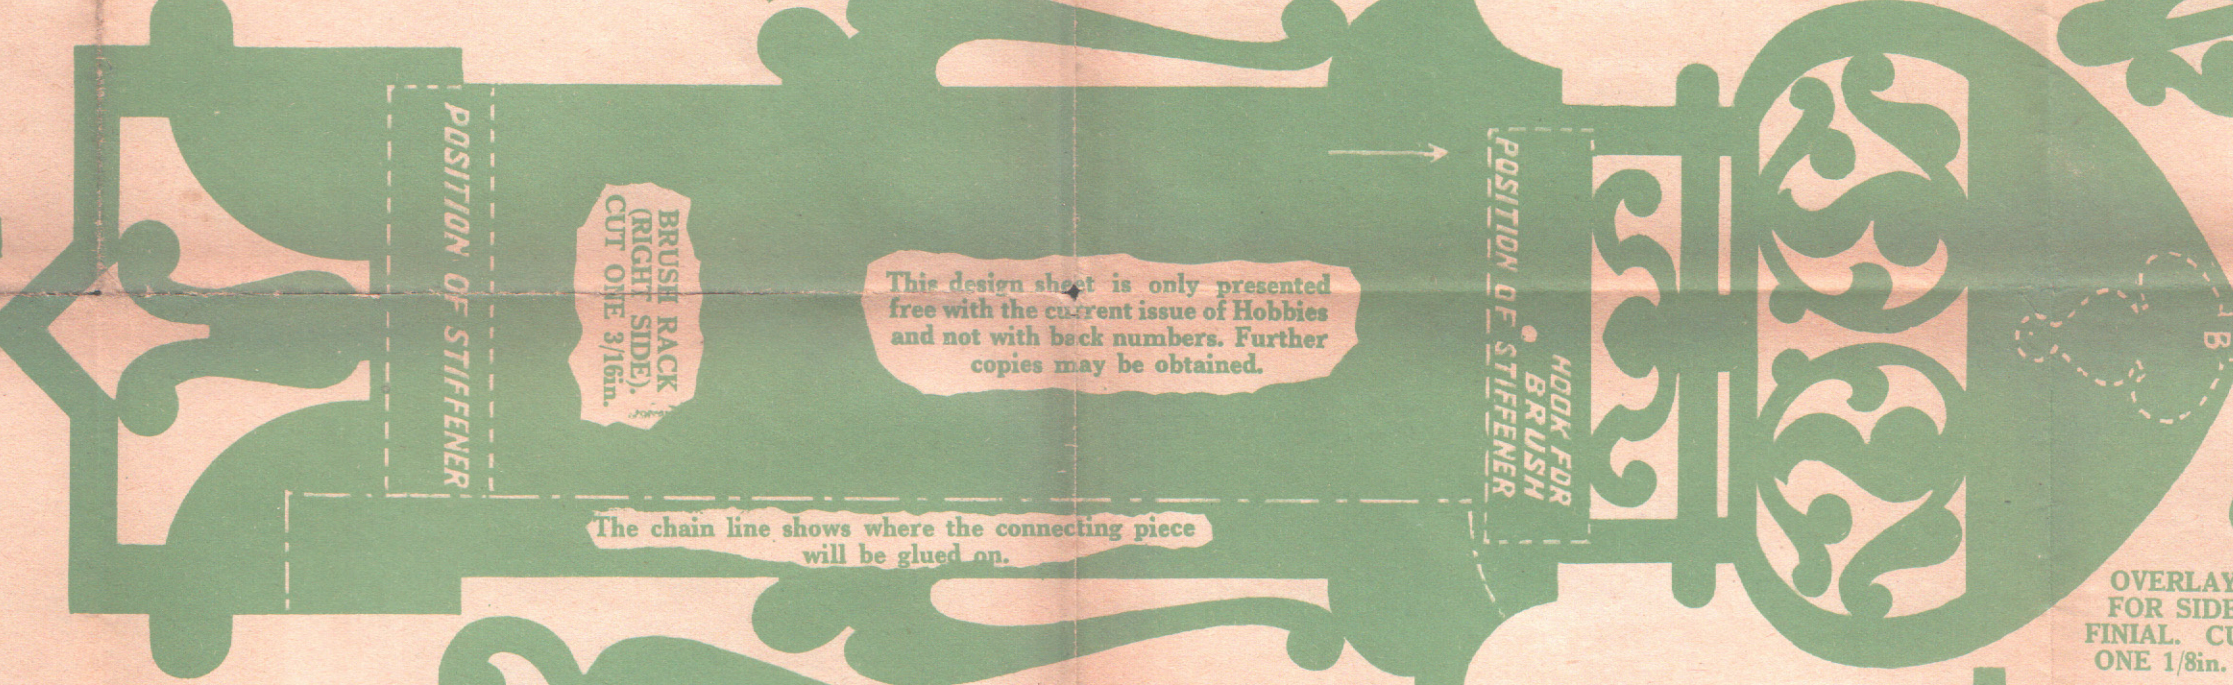 POSITION OF STIFFENER
BRUSH RACK
(RIGHT SIDE).
CUT ONE 3/16in.
This design sheet is only presented
free with the current issue of Hobbies
and not with back numbers. Further
copies may be obtained.
The chain line shows where the connecting piece
will be glued on.
POSITION OF STIFFENER
HOOK FOR
BRUSH
B
OVERLAY
FOR SIDE
FINIAL. CU
ONE 1/8in.